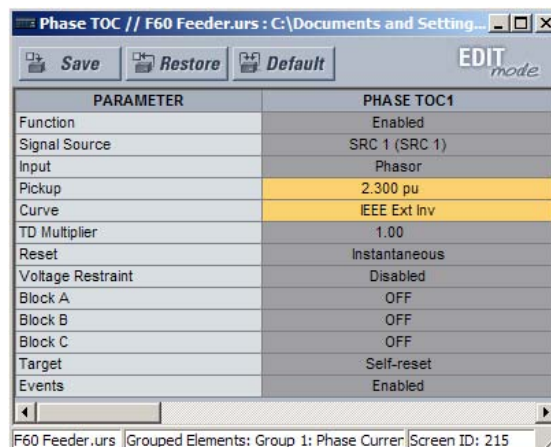 Phase TOC // F60 Feeder.urs : C:\Documents and Setting...
Save Restore Default EDIT mode
PARAMETER PHASE TOC1
Function Enabled
Signal Source SRC 1 (SRC 1)
Input Phasor
Pickup 2.300 pu
Curve IEEE Ext Inv
TD Multiplier 1.00
Reset Instantaneous
Voltage Restraint Disabled
Block A OFF
Block B OFF
Block C OFF
Target Self-reset
Events Enabled
F60 Feeder.urs Grouped Elements: Group 1: Phase Curren Screen ID: 215